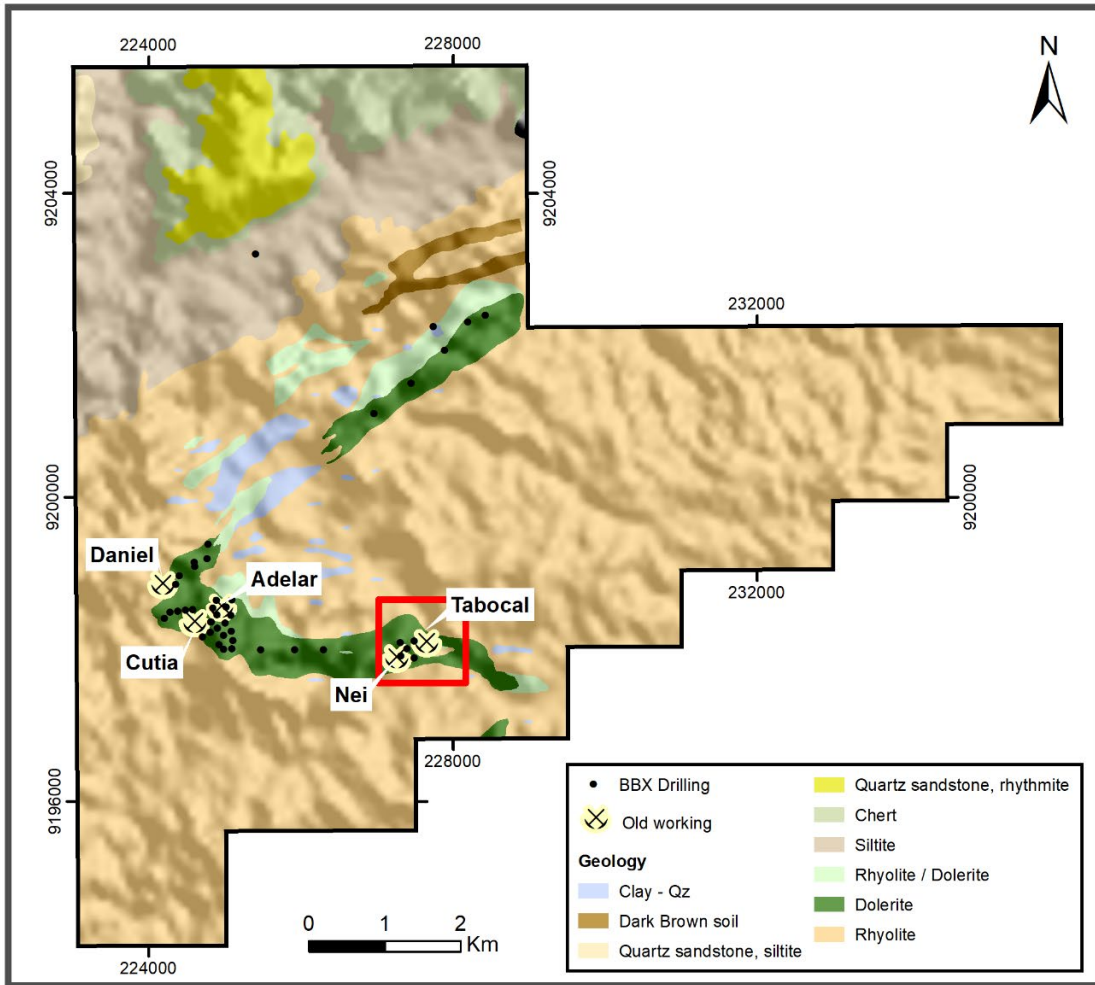 224000
228000
N
9204000
9204000
232000
9200000
9200000
Daniel
Adelar
Tabocal
Cutia
Nei
228000
9196000
224000
0 1 2
Km
BBX Drilling
Old working
Geology
Clay - Qz
Dark Brown soil
Quartz sandstone, siltite
Quartz sandstone, rhythmite
Chert
Siltite
Rhyolite / Dolerite
Dolerite
Rhyolite
232000